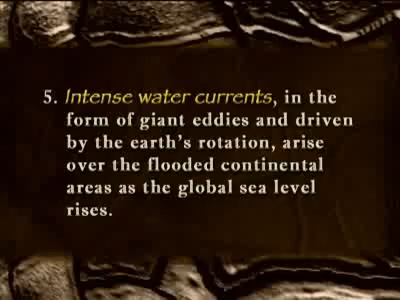 5. Intense water currents, in the
form of giant eddies and driven
by the earth's rotation, arise
over the flooded continental
areas as the global sea level
rises.